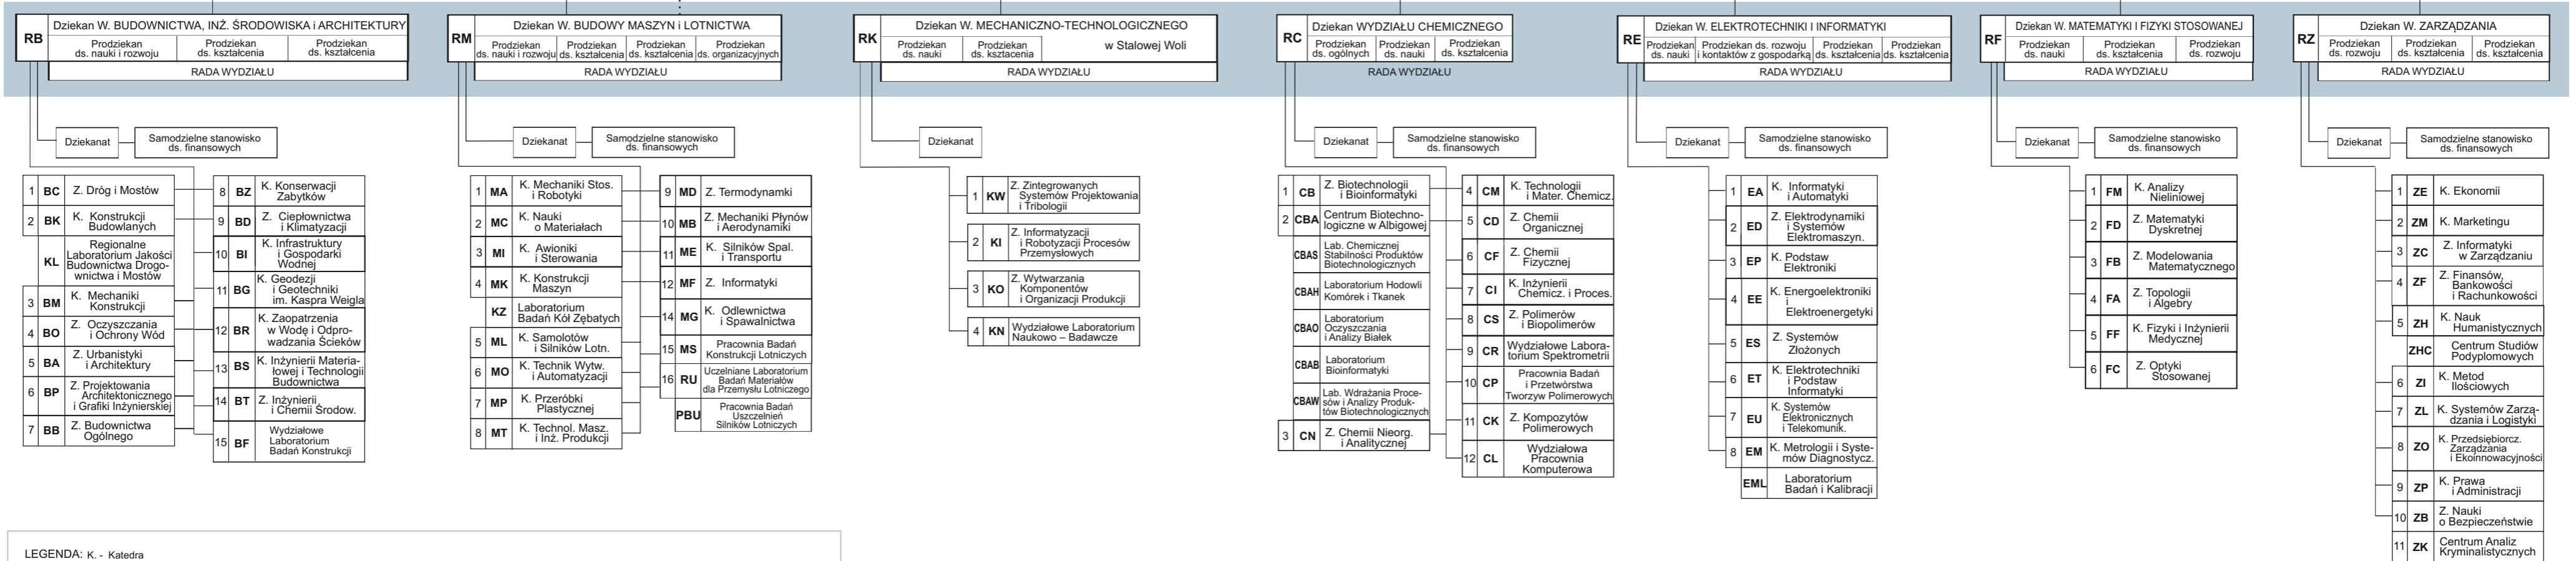 RB
Dziekan W. BUDOWNICTWA, INŻ. ŚRODOWISKA i ARCHITEKTURY
Prodziekan
ds. nauki i rozwoju
Prodziekan
ds. kształcenia
Prodziekan
ds. kształcenia
RADA WYDZIAŁU
Dziekanat
Samodzielne stanowisko
ds. finansowych
1 BC Z. Dróg i Mostów
2 BK K. Konstrukcji
Budowlanych
KL Regionalne
Laboratorium Jakości
Budownictwa Drogo-
wnictwa i Mostów
3 BM K. Mechaniki
Konstrukcji
4 BO Z. Oczyszczania
i Ochrony Wód
5 BA Z. Urbanistyki
i Architektury
6 BP Z. Projektowania
Architektonicznego
i Grafiki Inżynierskiej
7 BB Z. Budownictwa
Ogólnego
8 BZ K. Konserwacji
Zabytków
9 BD Z. Ciepłownictwa
i Klimatyzacji
10 BI K. Infrastruktury
i Gospodarki
Wodnej
11 BG K. Geodezji
i Geotechniki
im. Kaspra Weigla
12 BR K. Zaopatrzenia
w Wodę i Odpro-
wadzania Ścieków
13 BS K. Inżynierii Materia-
łowej i Technologii
Budownictwa
14 BT Z. Inżynierii
i Chemii Środow.
15 BF Wydziałowe
Laboratorium
Badań Konstrukcji
RM
Dziekan W. BUDOWY MASZYN i LOTNICTWA
Prodziekan
ds. nauki i rozwoju
Prodziekan
ds. kształcenia
Prodziekan
ds. kształcenia
Prodziekan
ds. organizacyjnych
RADA WYDZIAŁU
Dziekanat
Samodzielne stanowisko
ds. finansowych
1 MA K. Mechaniki Stos.
i Robotyki
2 MC K. Nauki
o Materiałach
3 MI K. Awioniki
i Sterowania
4 MK K. Konstrukcji
Maszyn
KZ Laboratorium
Badań Kół Zębatych
5 ML K. Samolotów
i Silników Lotn.
6 MO K. Technik Wytw.
i Automatyzacji
7 MP K. Przeróbki
Plastycznej
8 MT K. Technol. Masz.
i Inż. Produkcji
9 MD Z. Termodynamki
10 MB Z. Mechaniki Płynów
i Aerodynamiki
11 ME K. Silników Spal.
i Transportu
12 MF Z. Informatyki
14 MG K. Odlewnictwa
i Spawalnictwa
15 MS Pracownia Badań
Konstrukcji Lotniczych
16 RU Uczelniane Laboratorium
Badań Materiałów
dla Przemysłu Lotniczego
PBU Pracownia Badań
Uszczelnień
Silników Lotniczych
RK
Dziekan W. MECHANICZNO-TECHNOLOGICZNEGO
w Stalowej Woli
Prodziekan
ds. nauki
Prodziekan
ds. kształcenia
RADA WYDZIAŁU
Dziekanat
1 KW Z. Zintegrowanych
Systemów Projektowania
i Tribologii
2 KI Z. Informatyzacji
i Robotyzacji Procesów
Przemysłowych
3 KO Z. Wytwarzania
Komponentów
i Organizacji Produkcji
4 KN Wydziałowe Laboratorium
Naukowo – Badawcze
RC
Dziekan WYDZIAŁU CHEMICZNEGO
Prodziekan
ds. ogólnych
Prodziekan
ds. nauki
Prodziekan
ds. kształcenia
RADA WYDZIAŁU
Dziekanat
Samodzielne stanowisko
ds. finansowych
1 CB Z. Biotechnologii
i Bioinformatyki
2 CBA Centrum Biotechno-
logiczne w Albigowej
CBAS Lab. Chemicznej
Stabilności Produktów
Biotechnologicznych
CBAH Laboratorium Hodowli
Komórek i Tkanek
CBAO Laboratorium
Oczyszczania
i Analizy Białek
CBAB Laboratorium
Bioinformatyki
CBAW Lab. Wdrażania Proce-
sów i Analizy Produk-
tów Biotechnologicznych
3 CN Z. Chemii Nieorg.
i Analitycznej
4 CM K. Technologii
i Mater. Chemicz.
5 CD Z. Chemii
Organicznej
6 CF Z. Chemii
Fizycznej
7 CI K. Inżynierii
Chemicz. i Proces.
8 CS Z. Polimerów
i Biopolimerów
9 CR Wydziałowe Labora-
torium Spektrometrii
10 CP Pracownia Badań
i Przetwórstwa
Tworzyw Polimerowych
11 CK Z. Kompozytów
Polimerowych
12 CL Wydziałowa
Pracownia
Komputerowa
RE
Dziekan W. ELEKTROTECHNIKI I INFORMATYKI
Prodziekan
ds. nauki
Prodziekan ds. rozwoju
i kontaktów z gospodarką
Prodziekan
ds. kształcenia
Prodziekan
ds. kształcenia
RADA WYDZIAŁU
Dziekanat
Samodzielne stanowisko
ds. finansowych
1 EA K. Informatyki
i Automatyki
2 ED Z. Elektrodynamiki
i Systemów
Elektromaszyn.
3 EP K. Podstaw
Elektroniki
4 EE K. Energoelektroniki
i
Elektroenergetyki
5 ES Z. Systemów
Złożonych
6 ET K. Elektrotechniki
i Podstaw
Informatyki
7 EU K. Systemów
Elektronicznych
i Telekomunik.
8 EM K. Metrologii i Syste-
mów Diagnostycz.
EML Laboratorium
Badań i Kalibracji
RF
Dziekan W. MATEMATYKI I FIZYKI STOSOWANEJ
Prodziekan
ds. nauki
Prodziekan
ds. kształcenia
Prodziekan
ds. rozwoju
RADA WYDZIAŁU
Dziekanat
Samodzielne stanowisko
ds. finansowych
1 FM K. Analizy
Nieliniowej
2 FD Z. Matematyki
Dyskretnej
3 FB Z. Modelowania
Matematycznego
4 FA Z. Topologii
i Algebry
5 FF K. Fizyki i Inżynierii
Medycznej
6 FC Z. Optyki
Stosowanej
RZ
Dziekan W. ZARZĄDZANIA
Prodziekan
ds. rozwoju
Prodziekan
ds. kształcenia
Prodziekan
ds. kształcenia
RADA WYDZIAŁU
Dziekanat
Samodzielne stanowisko
ds. finansowych
1 ZE K. Ekonomii
2 ZM K. Marketingu
3 ZC Z. Informatyki
w Zarządzaniu
4 ZF Z. Finansów,
Bankowości
i Rachunkowości
5 ZH K. Nauk
Humanistycznych
ZHC Centrum Studiów
Podyplomowych
6 ZI K. Metod
Ilościowych
7 ZL K. Systemów Zarzą-
dzania i Logistyki
8 ZO K. Przedsiębiorcz.
Zarządzania
i Ekoinnowacyjności
9 ZP K. Prawa
i Administracji
10 ZB Z. Nauki
o Bezpieczeństwie
11 ZK Centrum Analiz
Kryminalistycznych
LEGENDA: K. - Katedra